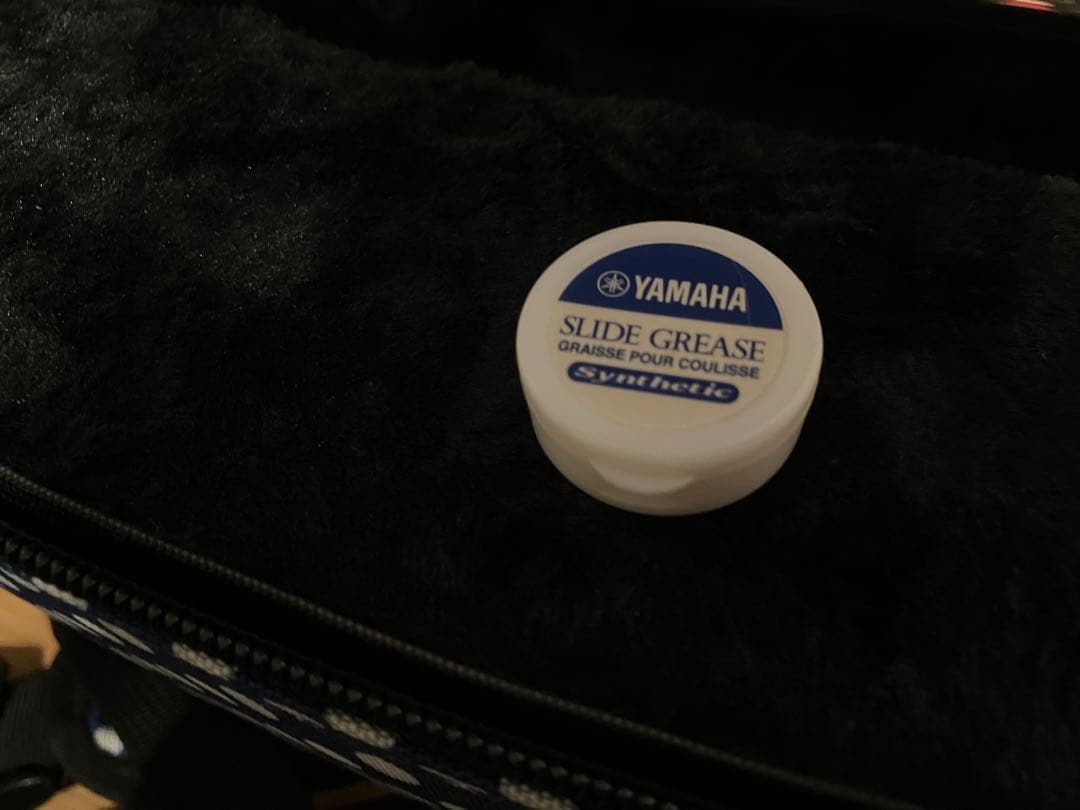 YAMAHA
SLIDE GREASE
GRAISSE POUR COULISSE
Synthetic